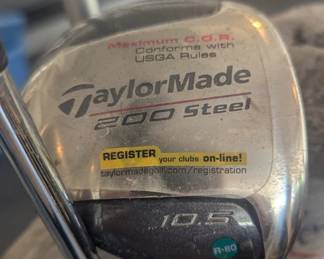 Maximum C.O.R.
Conforms with
USGA Rules
TaylorMade
200 Steel
REGISTER your clubs on-line!
taylormadegolf.com/registration
10.5
R-80